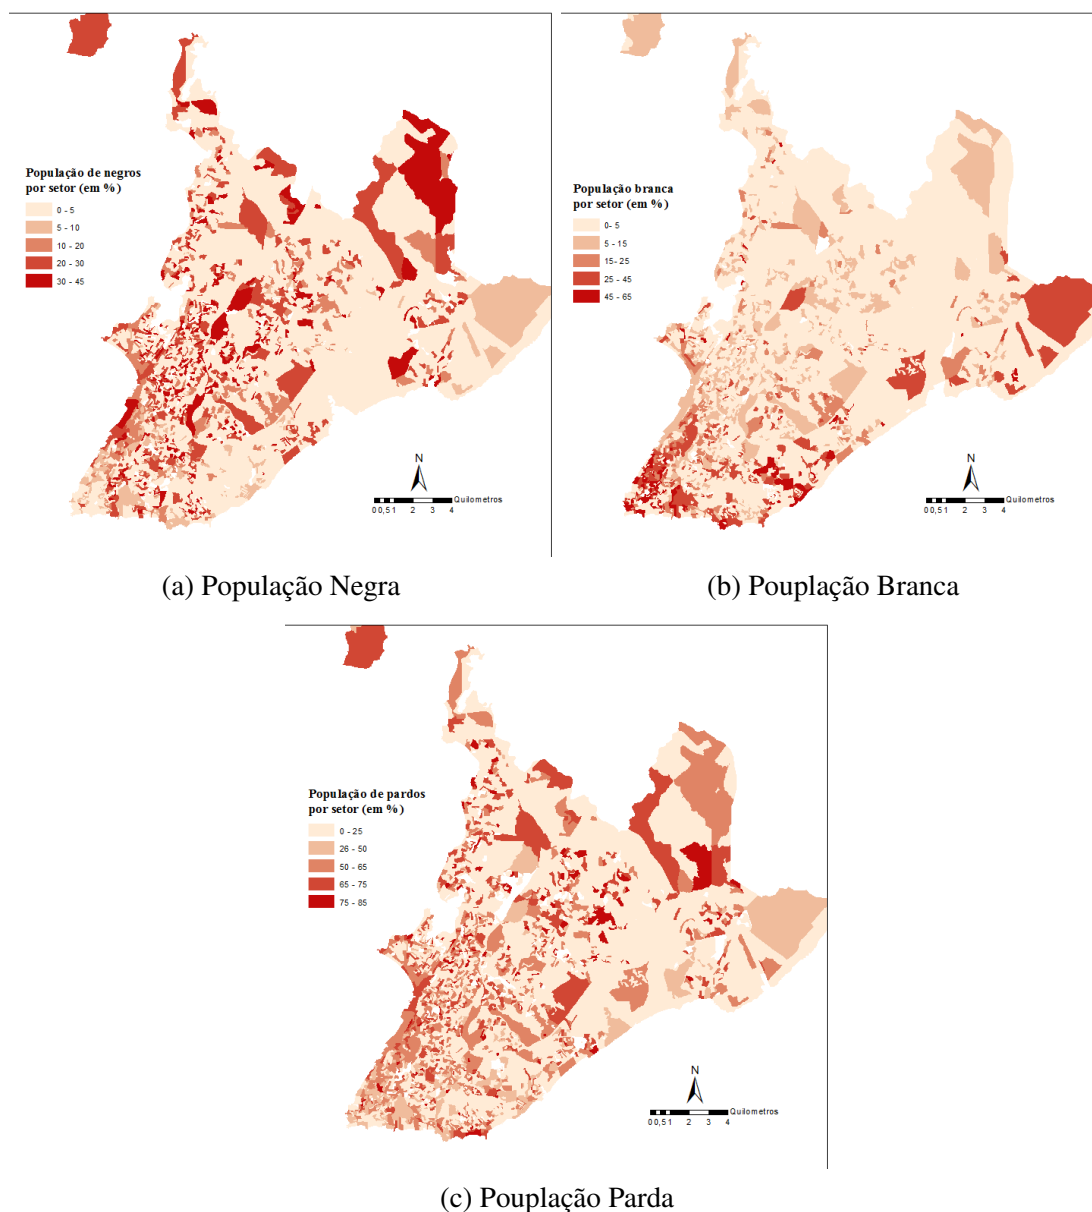 População de negros
por setor (em %)
0 - 5
5 - 10
10 - 20
20 - 30
30 - 45
N
Quilometros
0 0,5 1 2 3 4
(a) População Negra
População branca
por setor (em %)
0- 5
5 - 15
15 - 25
25 - 45
45 - 65
N
Quilometros
0 0,5 1 2 3 4
(b) Pouplação Branca
População de pardos
por setor (em %)
0 - 25
26 - 50
50 - 65
65 - 75
75 - 85
N
Quilometros
0 0,5 1 2 3 4
(c) Pouplação Parda